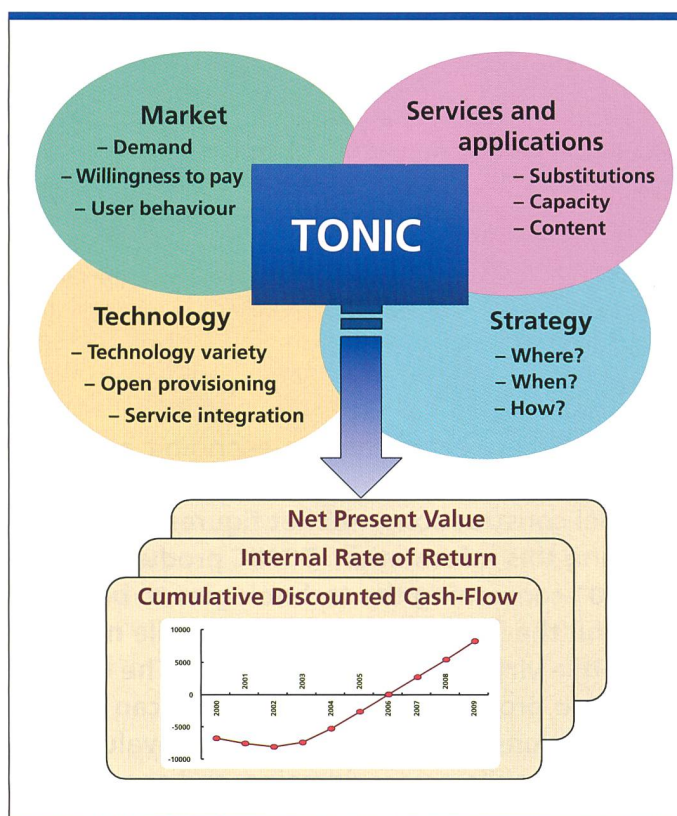 Market
– Demand
– Willingness to pay
– User behaviour
Services and
applications
– Substitutions
– Capacity
– Content
TONIC
Technology
– Technology variety
– Open provisioning
– Service integration
Strategy
– Where?
– When?
– How?
Net Present Value
Internal Rate of Return
Cumulative Discounted Cash-Flow
10000
5000
0
-5000
-10000
2000
2001
2002
2003
2004
2005
2006
2007
2008
2009